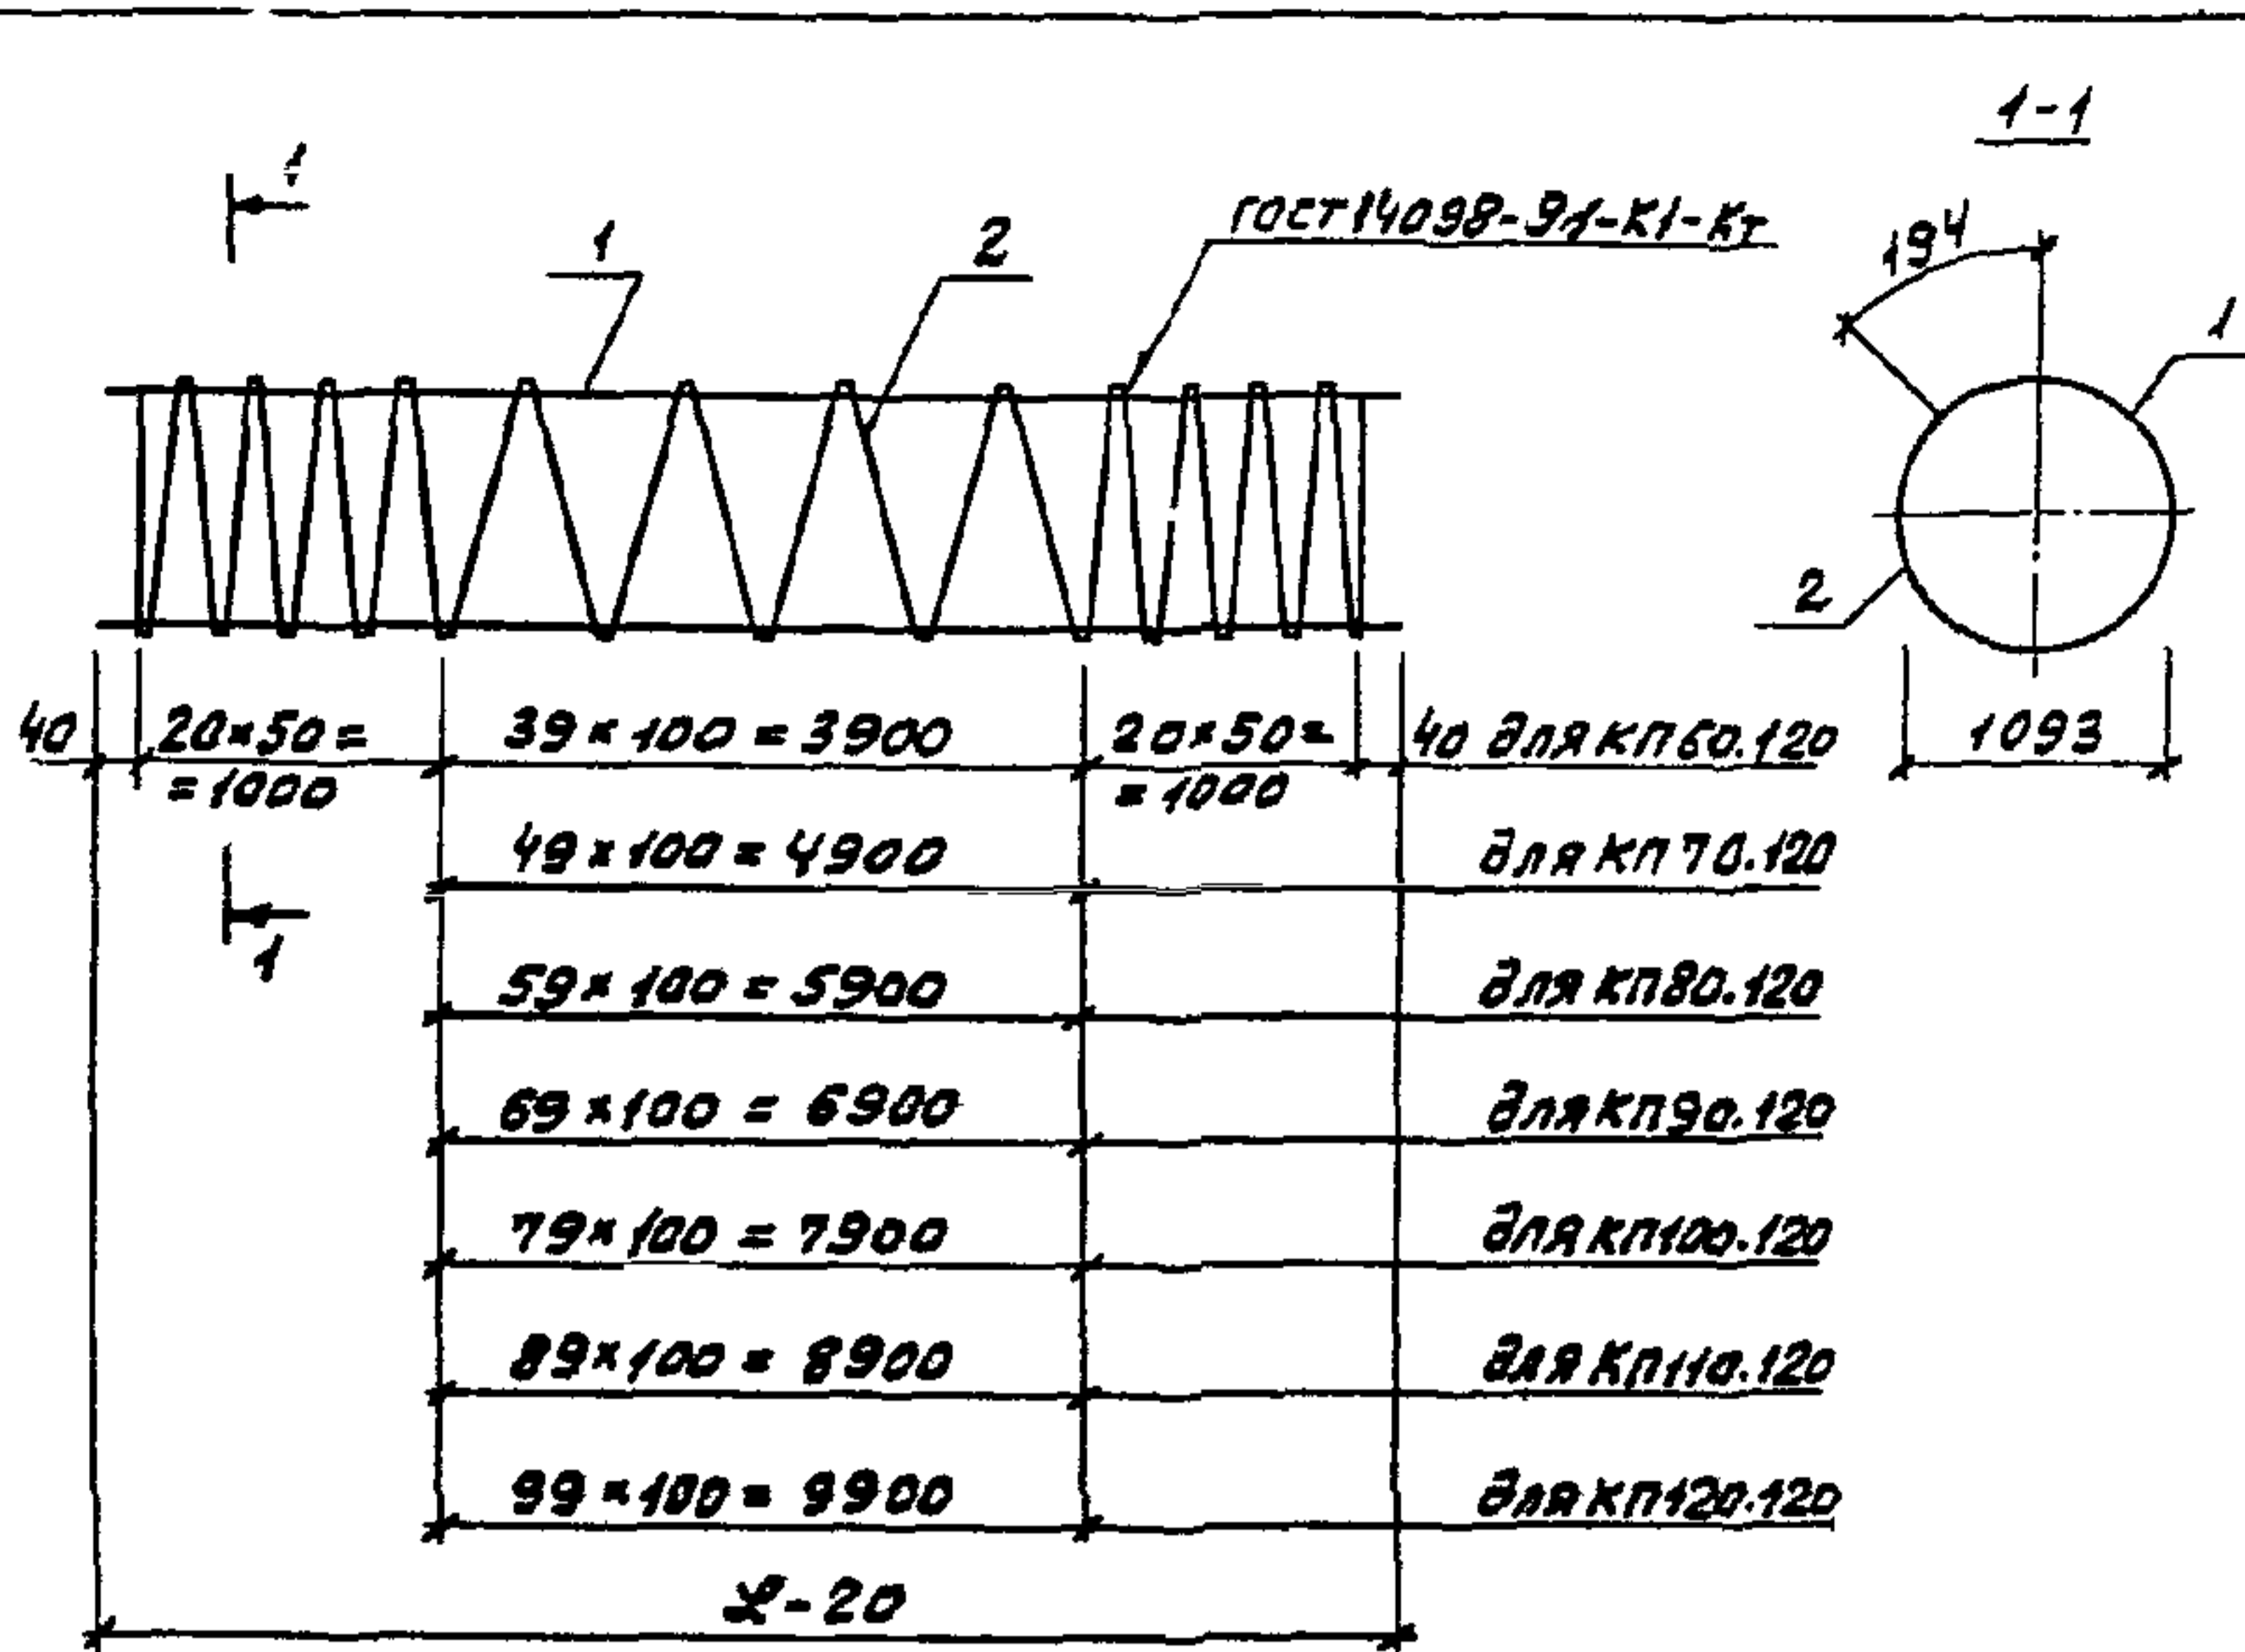 1-1
1
1
2
ГОСТ 14098-Эл-К1-Кт
194
1
2
40
20×50=
=1000
39×100=3900
20×50=
=1000
40 для КП60.120
1093
49×100=4900
для КП70.120
1
59×100=5900
для КП80.120
69×100=6900
для КП90.120
79×100=7900
для КП100.120
89×100=8900
для КП110.120
99×100=9900
для КП120.120
ℒ-20